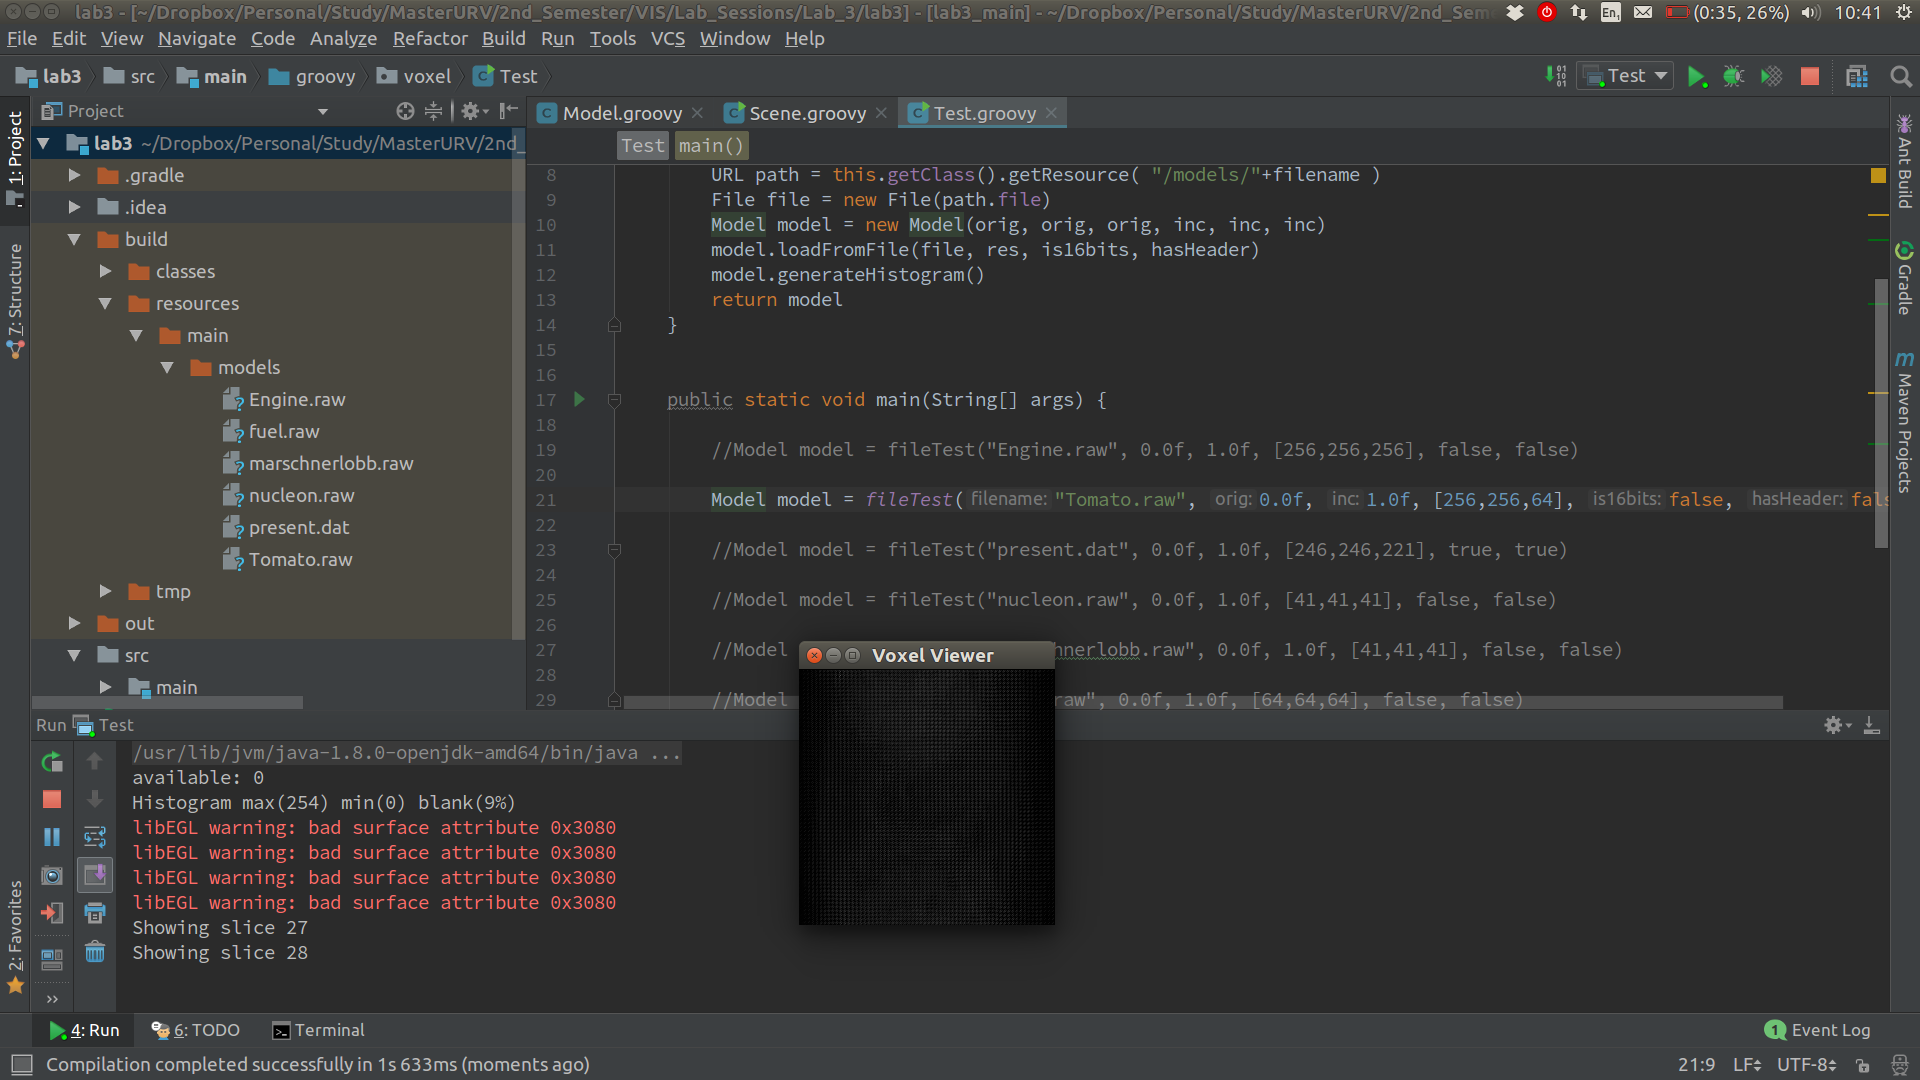 lab3 - [~/Dropbox/Personal/Study/MasterURV/2nd_Semester/VIS/Lab_Sessions/Lab_3/lab3] - [lab3_main] - ~/Dropbox/Personal/Study/MasterURV/2nd_Sem
En1 (0:35, 26%) 10:41
File Edit View Navigate Code Analyze Refactor Build Run Tools VCS Window Help
lab3 src main groovy voxel Test
Test
Project
Model.groovy Scene.groovy Test.groovy
1: Project
7: Structure
2: Favorites
lab3 ~/Dropbox/Personal/Study/MasterURV/2nd_
.gradle
.idea
build
classes
resources
main
models
Engine.raw
fuel.raw
marschnerlobb.raw
nucleon.raw
present.dat
Tomato.raw
tmp
out
src
main
Test main()
8 URL path = this.getClass().getResource( "/models/"+filename )
9 File file = new File(path.file)
10 Model model = new Model(orig, orig, orig, inc, inc, inc)
11 model.loadFromFile(file, res, is16bits, hasHeader)
12 model.generateHistogram()
13 return model
14 }
15
16
17 public static void main(String[] args) {
18
19 //Model model = fileTest("Engine.raw", 0.0f, 1.0f, [256,256,256], false, false)
20
21 Model model = fileTest( filename: "Tomato.raw", orig: 0.0f, inc: 1.0f, [256,256,64], is16bits: false, hasHeader: fals
22
23 //Model model = fileTest("present.dat", 0.0f, 1.0f, [246,246,221], true, true)
24
25 //Model model = fileTest("nucleon.raw", 0.0f, 1.0f, [41,41,41], false, false)
26
27 //Model hnerlobb.raw", 0.0f, 1.0f, [41,41,41], false, false)
28
29 //Model raw", 0.0f, 1.0f, [64,64,64], false, false)
Voxel Viewer
Ant Build
Gradle
Maven Projects
Run Test
/usr/lib/jvm/java-1.8.0-openjdk-amd64/bin/java ...
available: 0
Histogram max(254) min(0) blank(9%)
libEGL warning: bad surface attribute 0x3080
libEGL warning: bad surface attribute 0x3080
libEGL warning: bad surface attribute 0x3080
libEGL warning: bad surface attribute 0x3080
Showing slice 27
Showing slice 28
4: Run 6: TODO Terminal
1 Event Log
Compilation completed successfully in 1s 633ms (moments ago)
21:9 LF UTF-8